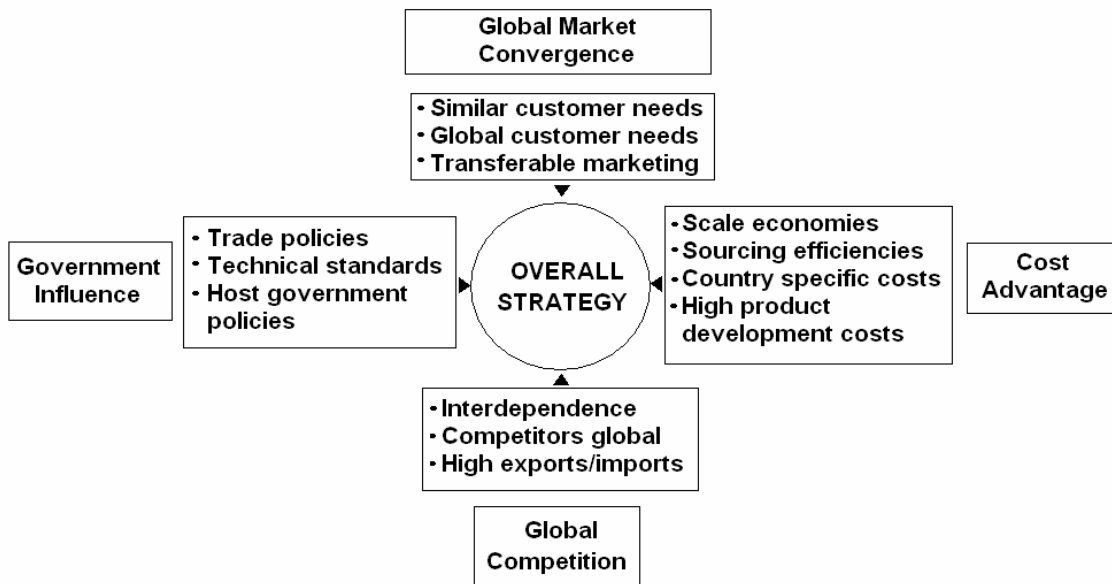 Global Market
Convergence
• Similar customer needs
• Global customer needs
• Transferable marketing
Government
Influence
• Trade policies
• Technical standards
• Host government
policies
OVERALL
STRATEGY
• Scale economies
• Sourcing efficiencies
• Country specific costs
• High product
development costs
Cost
Advantage
• Interdependence
• Competitors global
• High exports/imports
Global
Competition